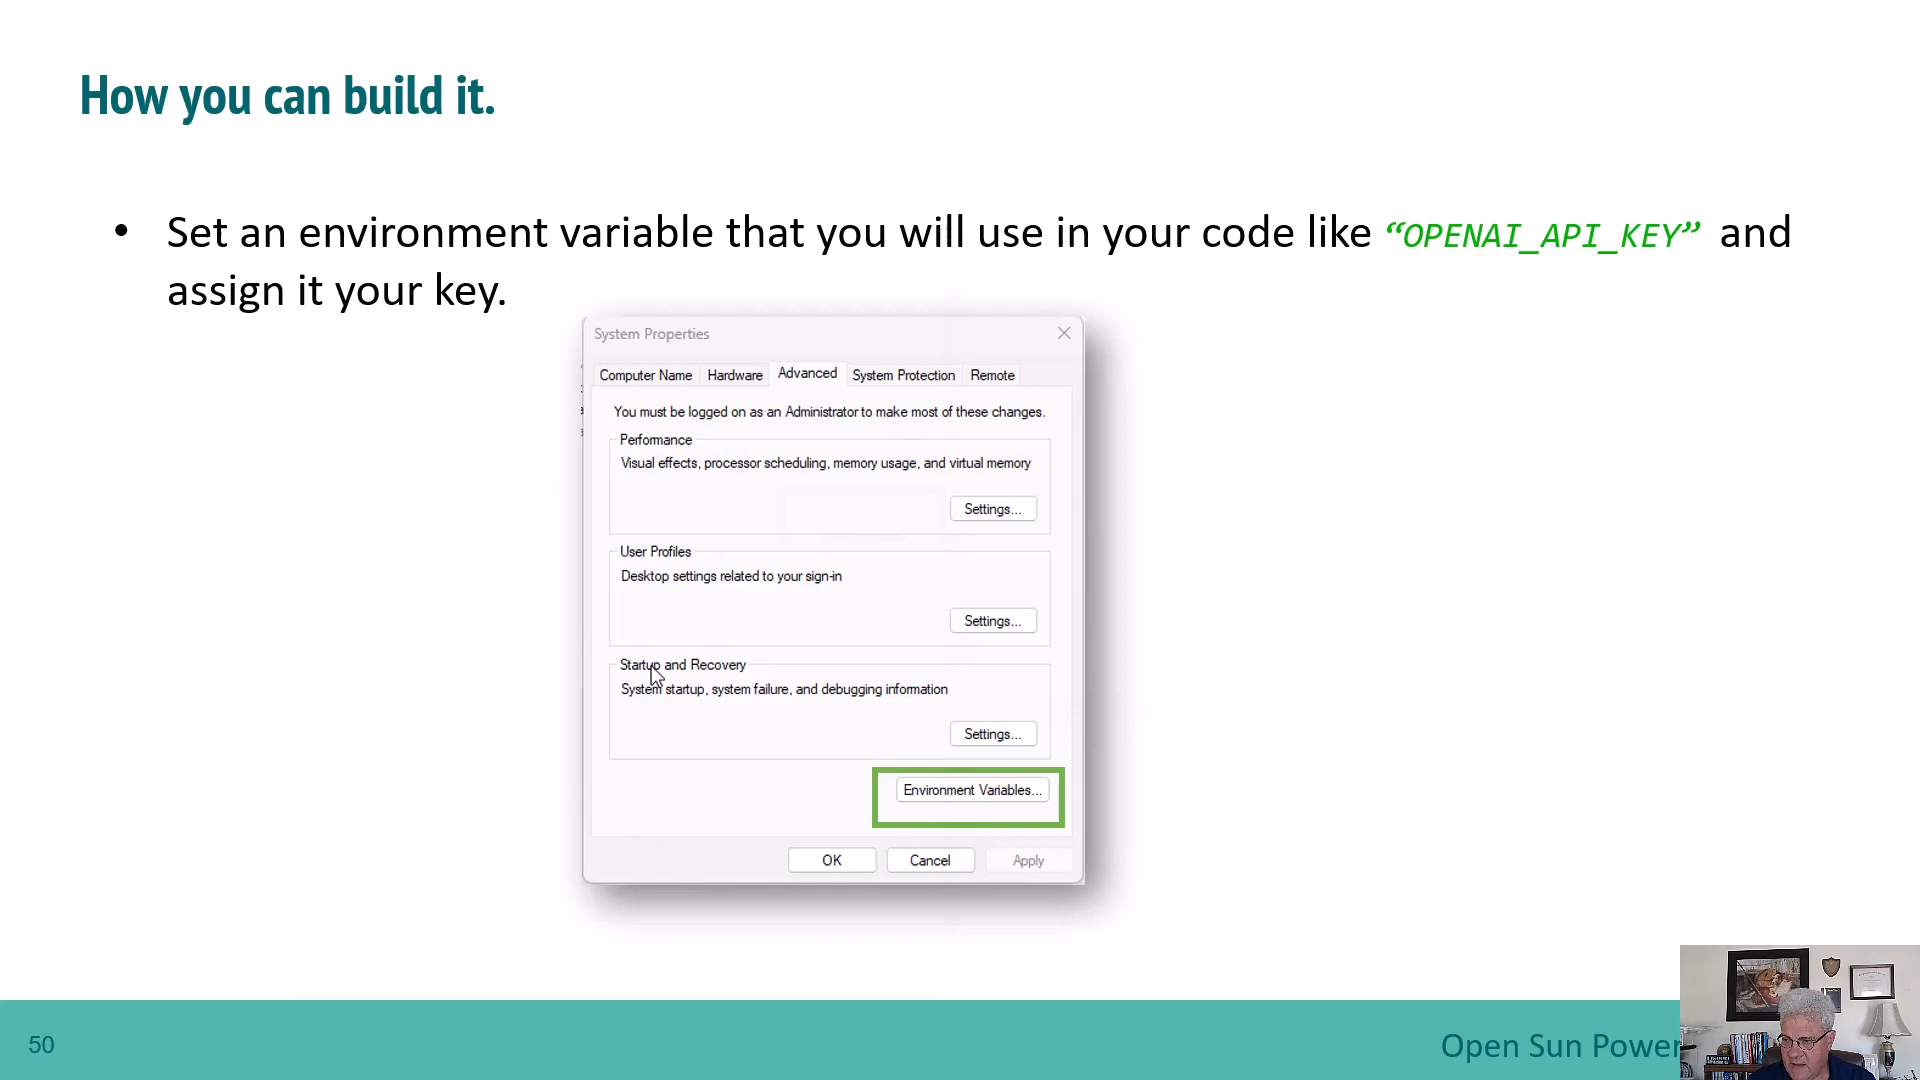 How you can build it.
• Set an environment variable that you will use in your code like “OPENAI_API_KEY” and
assign it your key.
System Properties
Computer Name Hardware Advanced System Protection Remote
You must be logged on as an Administrator to make most of these changes.
Performance
Visual effects, processor scheduling, memory usage, and virtual memory
Settings...
User Profiles
Desktop settings related to your sign-in
Settings...
Startup and Recovery
System startup, system failure, and debugging information
Settings...
Environment Variables...
OK Cancel Apply
50
Open Sun Power